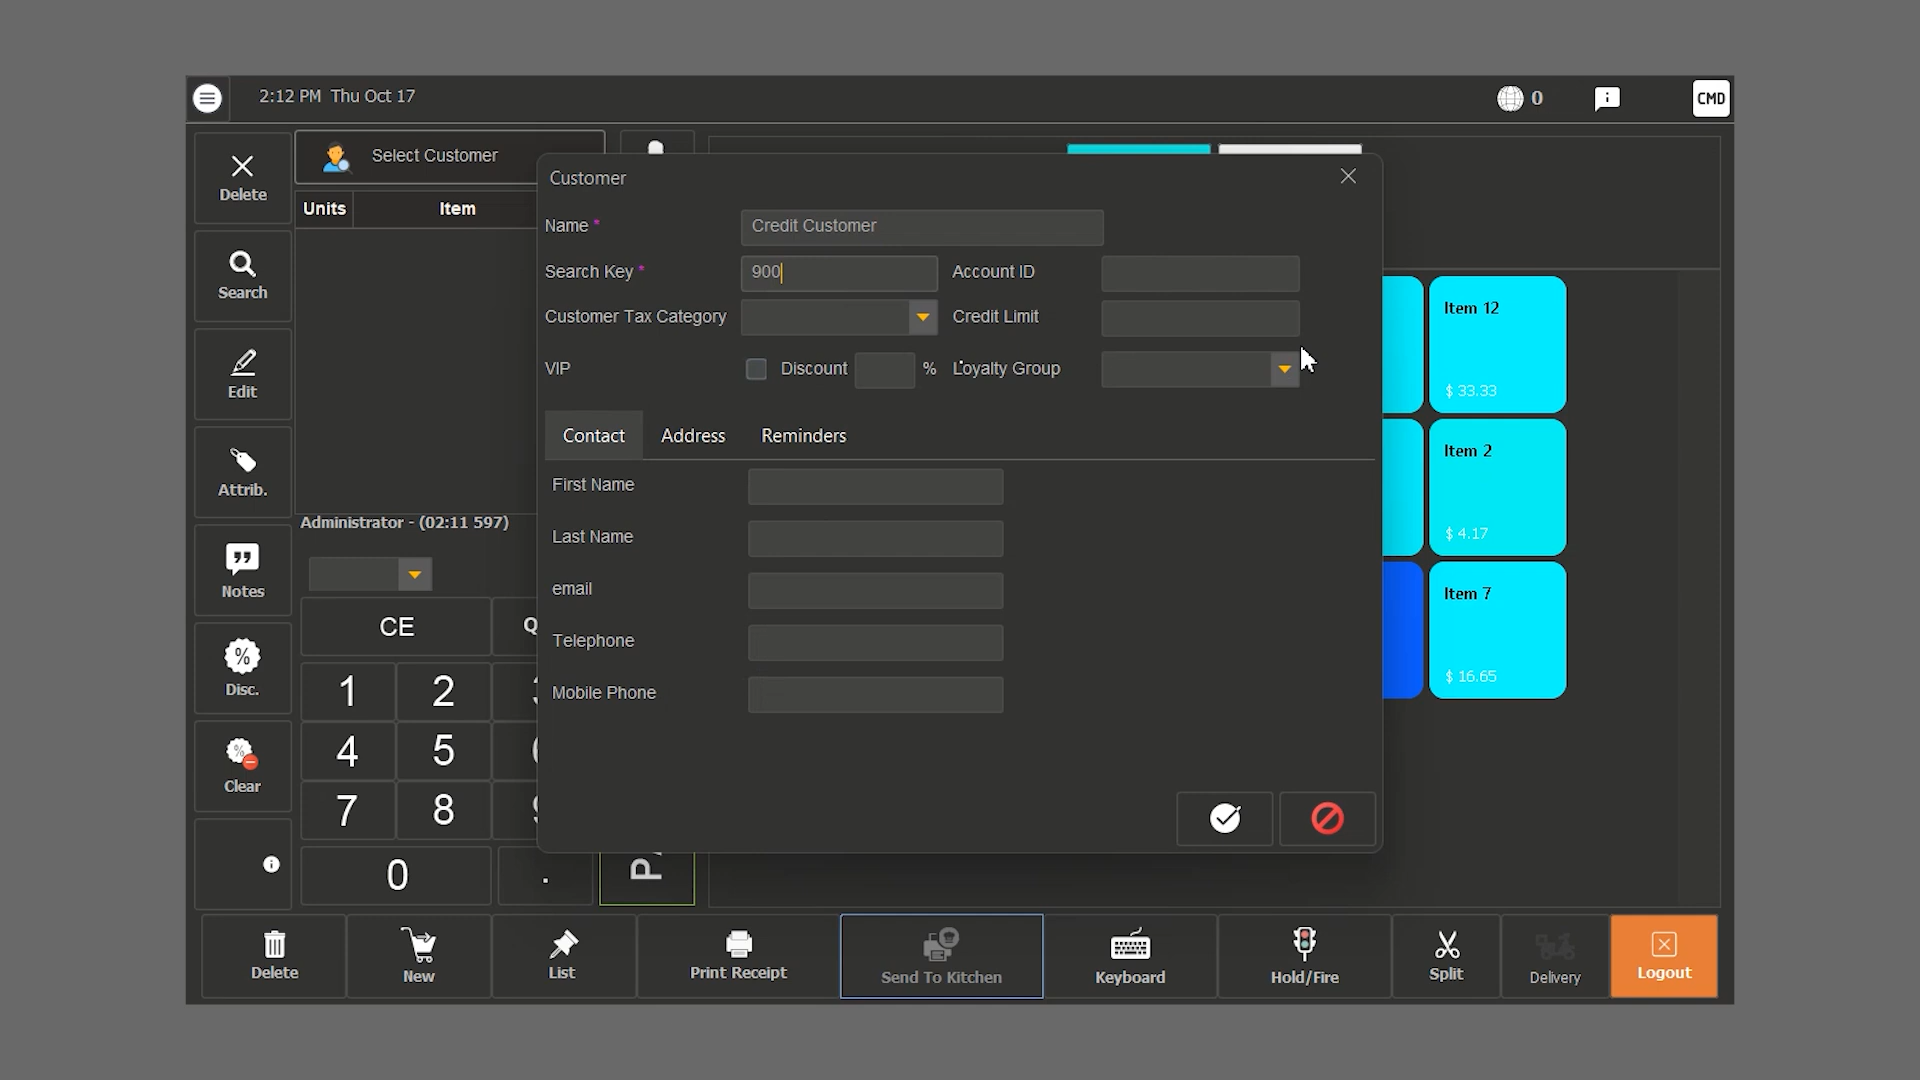 2:12 PM Thu Oct 17
0
CMD
Delete
Select Customer
Units Item
Search
Edit
Attrib.
Notes
Disc.
Clear
Customer
Name *
Credit Customer
Search Key *
900
Account ID
Customer Tax Category
Credit Limit
VIP
Discount
%
Loyalty Group
Contact
Address
Reminders
First Name
Last Name
email
Telephone
Mobile Phone
Item 12
$ 33.33
Item 2
$ 4.17
Item 7
$ 16.65
Administrator - (02:11 597)
CE
1 2
4 5
7 8
0 .
Delete
New
List
Print Receipt
Send To Kitchen
Keyboard
Hold/Fire
Split
Delivery
Logout